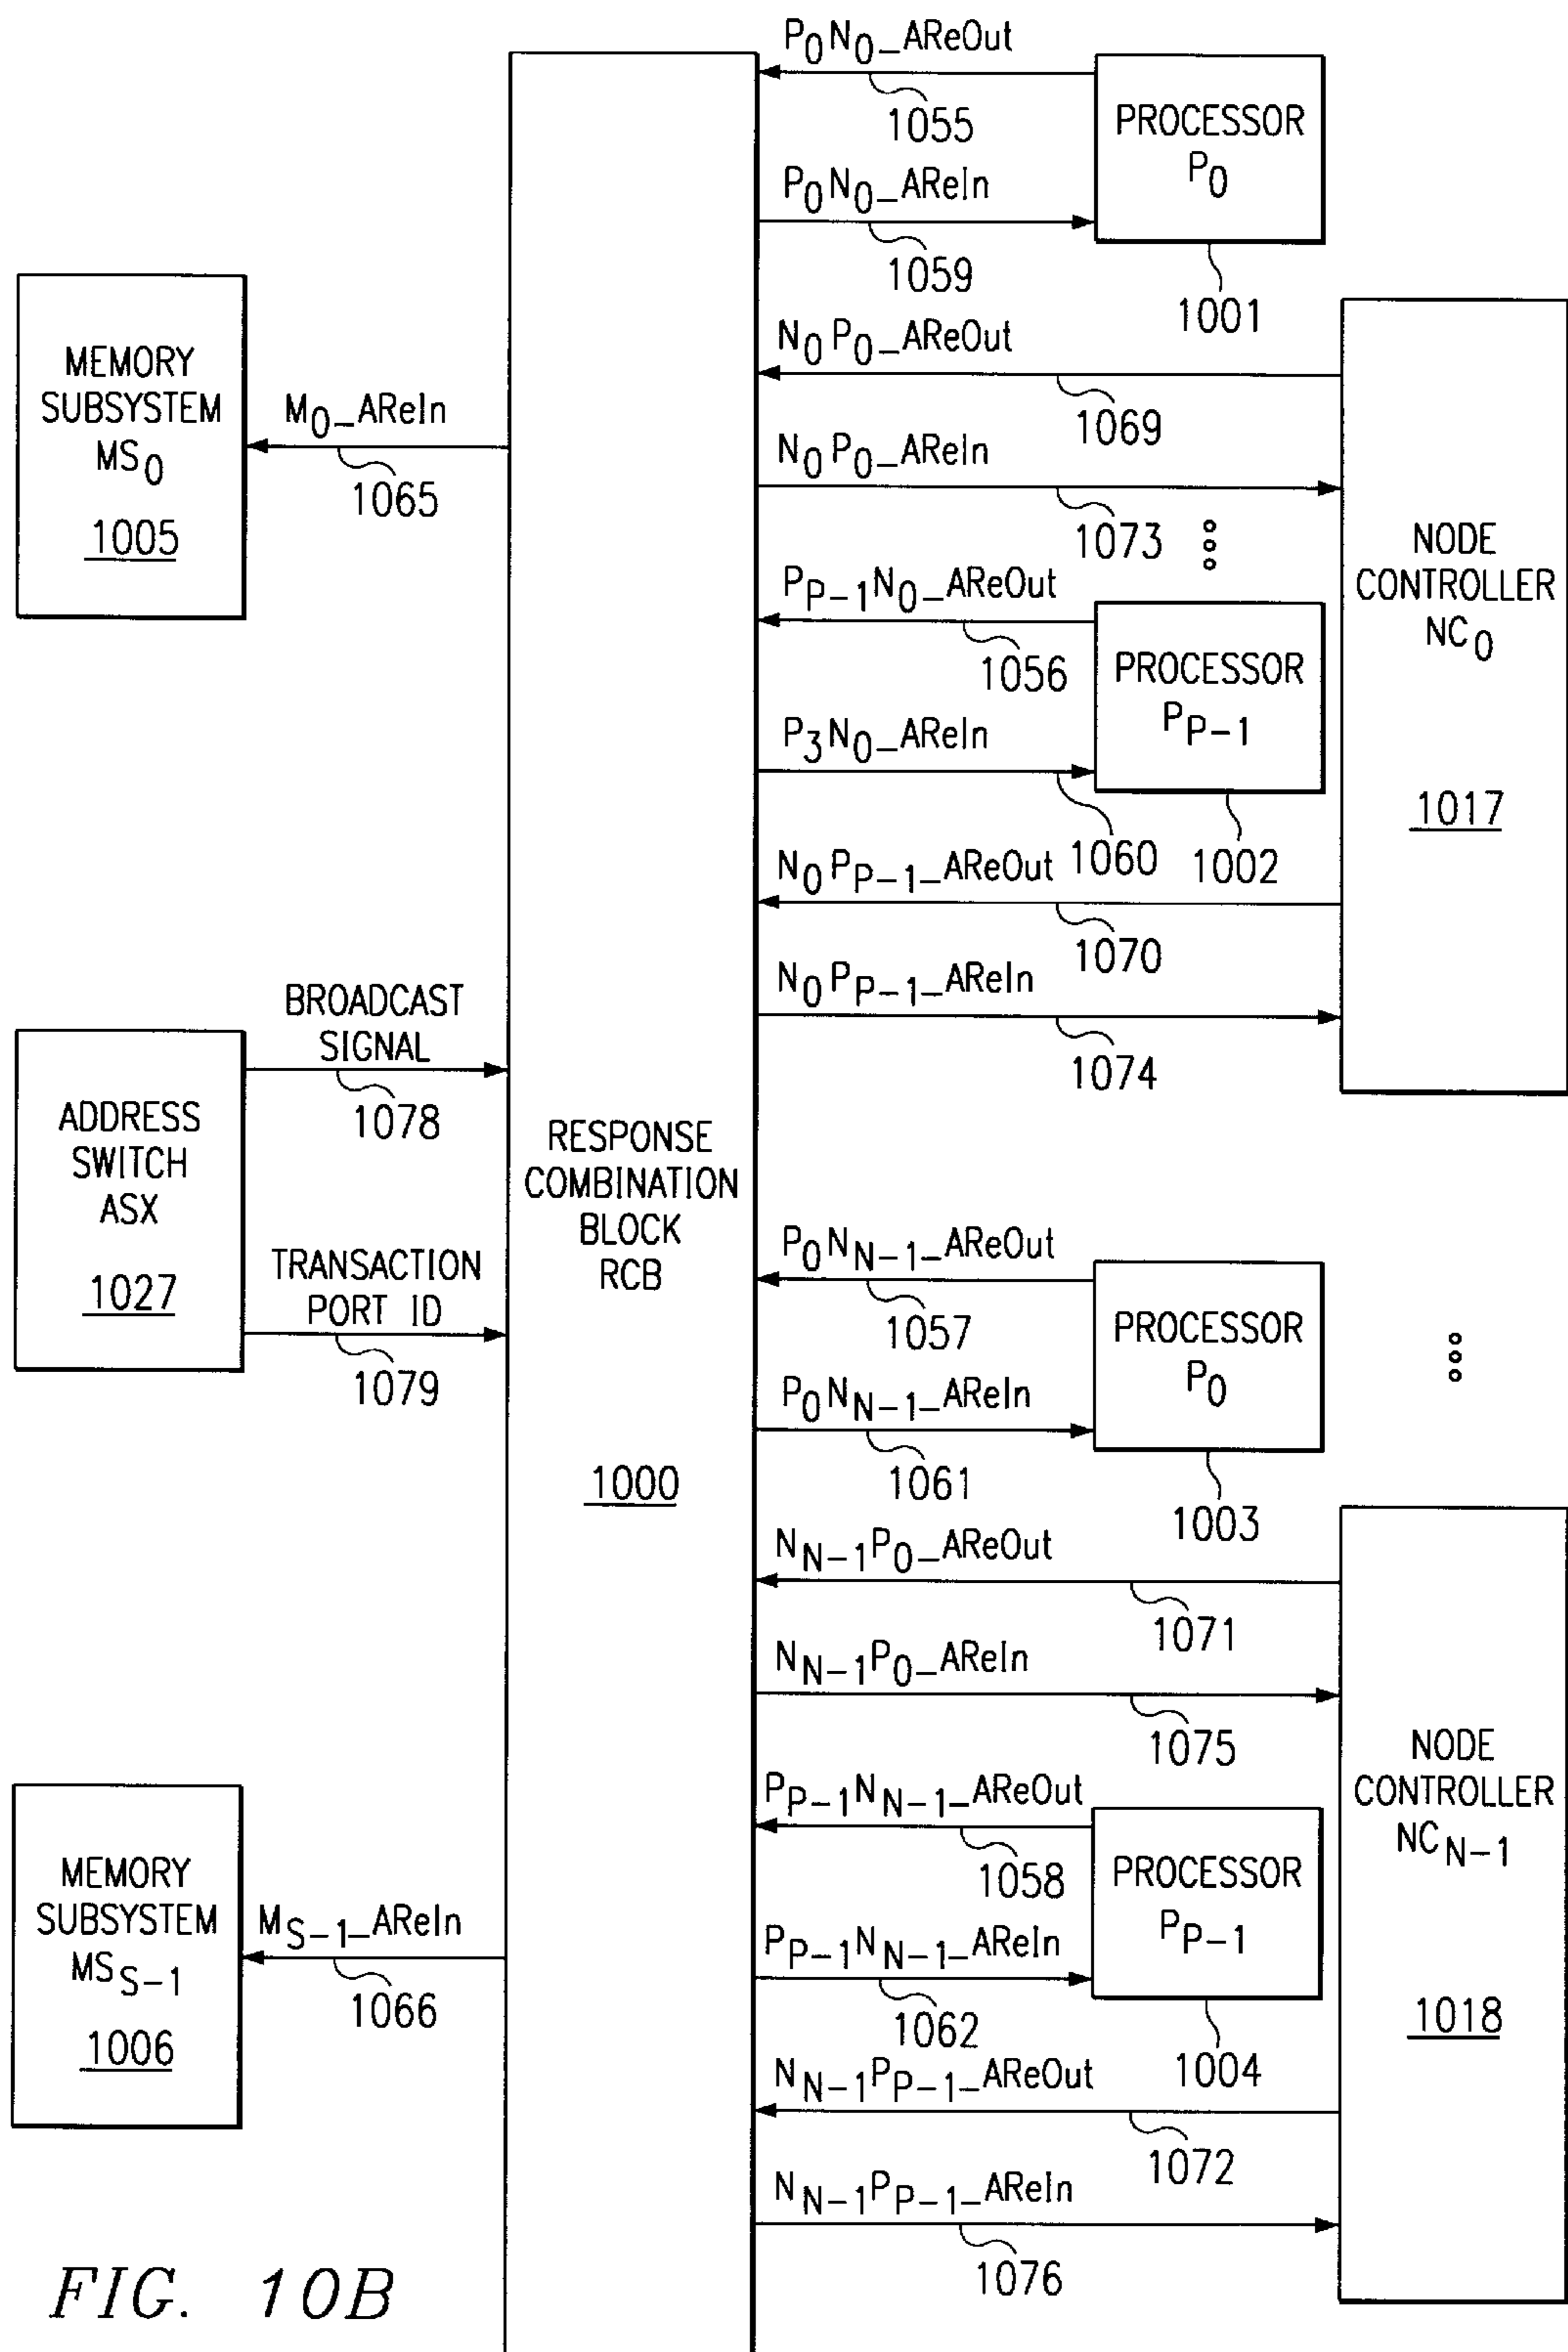 P0N0_AReOut
1055
PROCESSOR
P0
P0N0_AReIn
1059
1001
MEMORY
SUBSYSTEM
MS0
1005
M0_AReIn
1065
N0P0_AReOut
1069
N0P0_AReIn
1073
NODE
CONTROLLER
NC0
1017
PP-1N0_AReOut
1056
PROCESSOR
PP-1
P3N0_AReIn
1060
1002
N0PP-1_AReOut
1070
N0PP-1_AReIn
1074
BROADCAST
SIGNAL
1078
ADDRESS
SWITCH
ASX
1027
TRANSACTION
PORT ID
1079
RESPONSE
COMBINATION
BLOCK
RCB
1000
P0NN-1_AReOut
1057
PROCESSOR
P0
P0NN-1_AReIn
1061
1003
NN-1P0_AReOut
1071
NN-1P0_AReIn
1075
NODE
CONTROLLER
NCN-1
1018
PP-1NN-1_AReOut
1058
PROCESSOR
PP-1
PP-1NN-1_AReIn
1062
1004
MEMORY
SUBSYSTEM
MSS-1
1006
MS-1_AReIn
1066
NN-1PP-1_AReOut
1072
NN-1PP-1_AReIn
1076
FIG. 10B